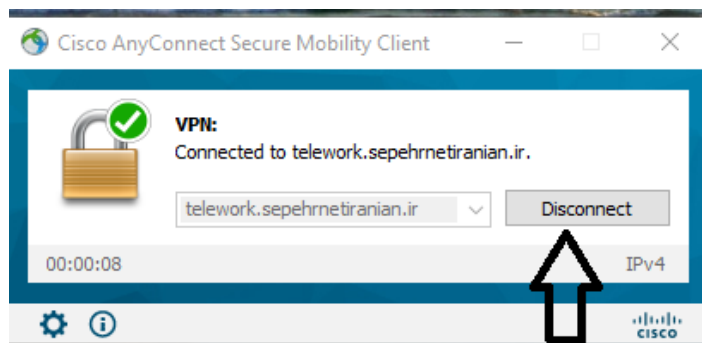 Cisco AnyConnect Secure Mobility Client
VPN:
Connected to telework.sepehrnetiranian.ir.
telework.sepehrnetiranian.ir
Disconnect
00:00:08
IPv4
CISCO